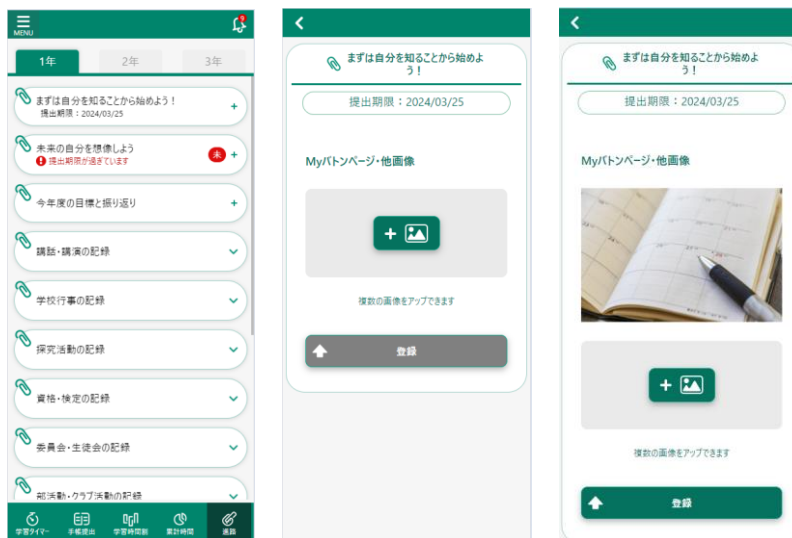 MENU
1年
2年
3年
まずは自分を知ることから始めよう！
提出期限：2024/03/25
未来の自分を想像しよう
提出期限が過ぎています
未
今年度の目標と振り返り
講話・講演の記録
学校行事の記録
探究活動の記録
資格・検定の記録
委員会・生徒会の記録
部活動・クラブ活動の記録
学習タイマー
手帳提出
学習時間割
累計時間
進路
まずは自分を知ることから始めよ
う！
提出期限：2024/03/25
Myバトンページ・他画像
複数の画像をアップできます
登録
まずは自分を知ることから始めよ
う！
提出期限：2024/03/25
Myバトンページ・他画像
複数の画像をアップできます
登録